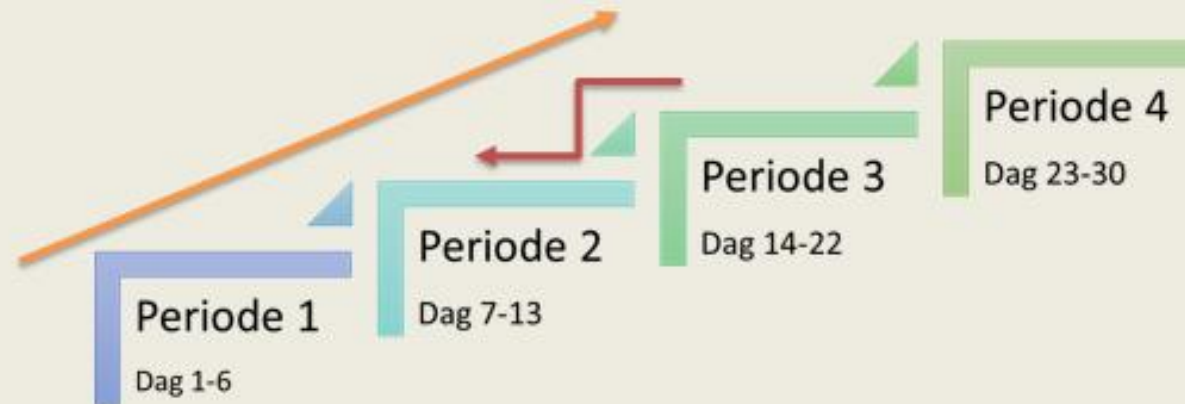 Periode 1
Dag 1-6
Periode 2
Dag 7-13
Periode 3
Dag 14-22
Periode 4
Dag 23-30